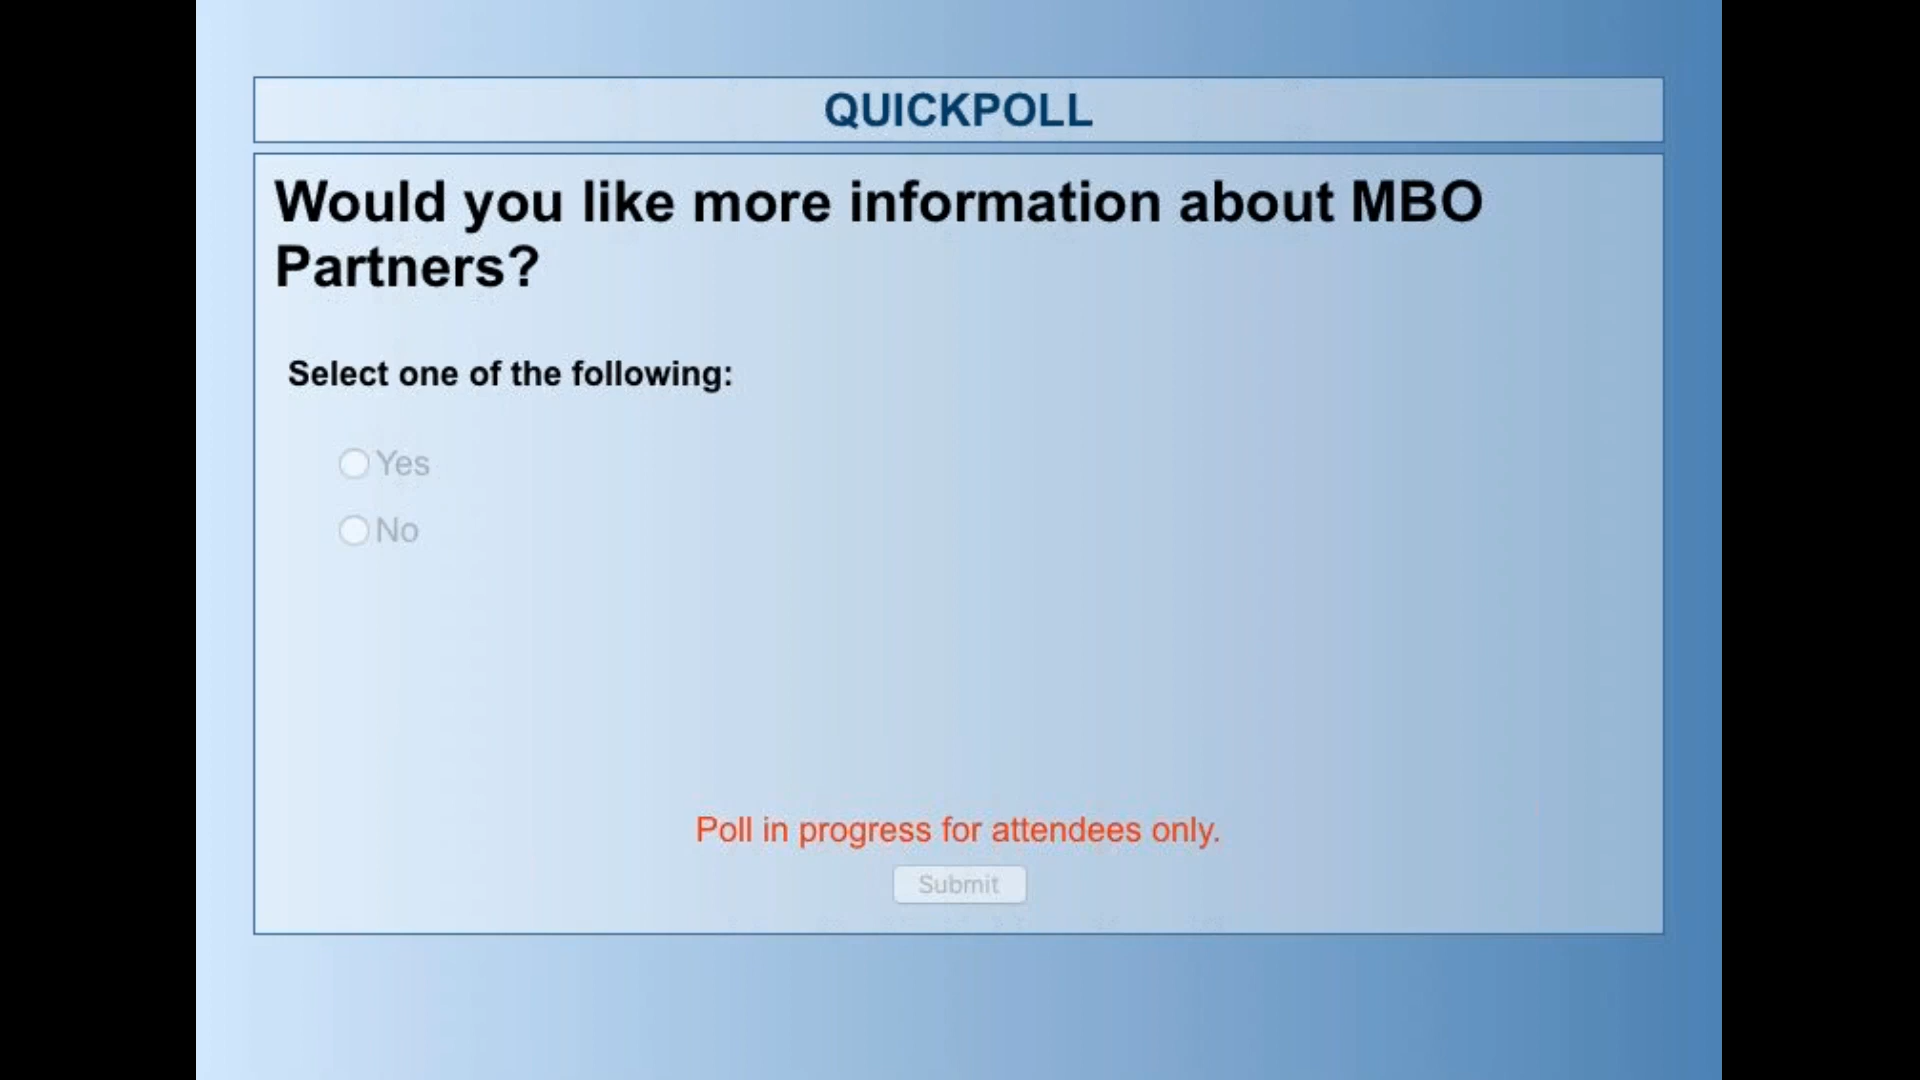 QUICKPOLL
Would you like more information about MBO
Partners?
Select one of the following:
Yes
No
Poll in progress for attendees only.
Submit